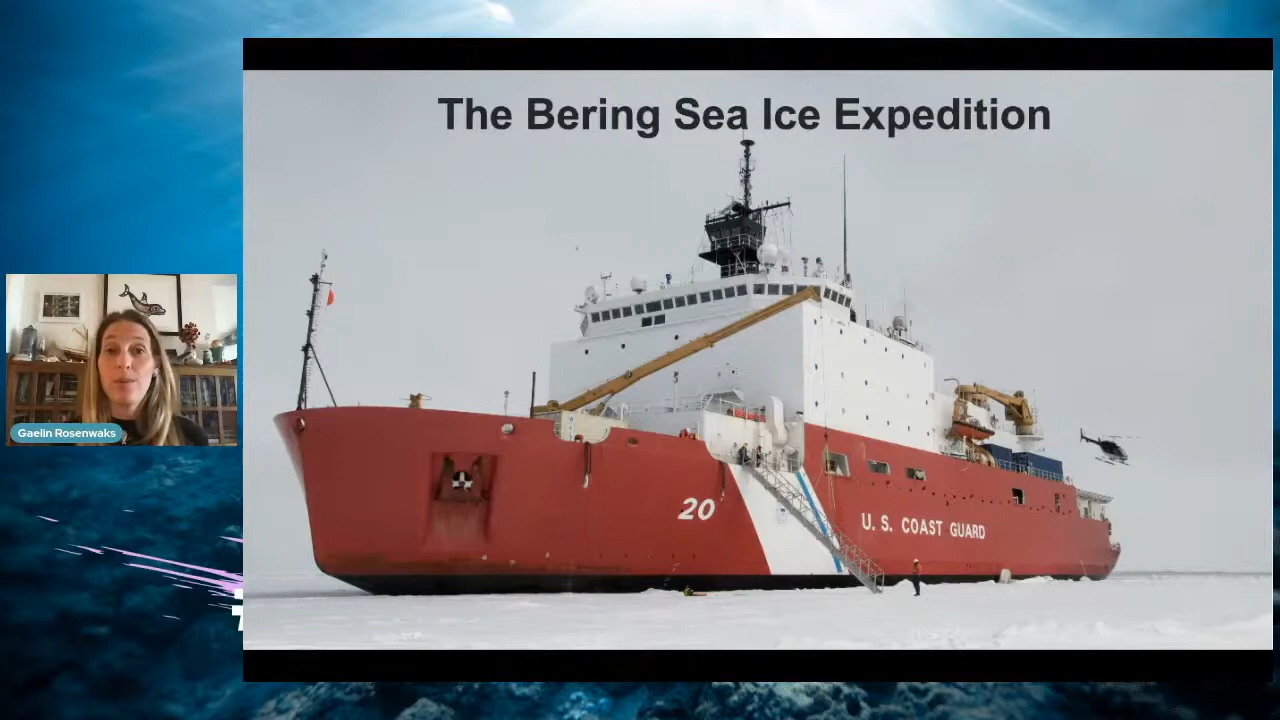 The Bering Sea Ice Expedition
20
U. S. COAST GUARD
Gaelin Rosenwaks